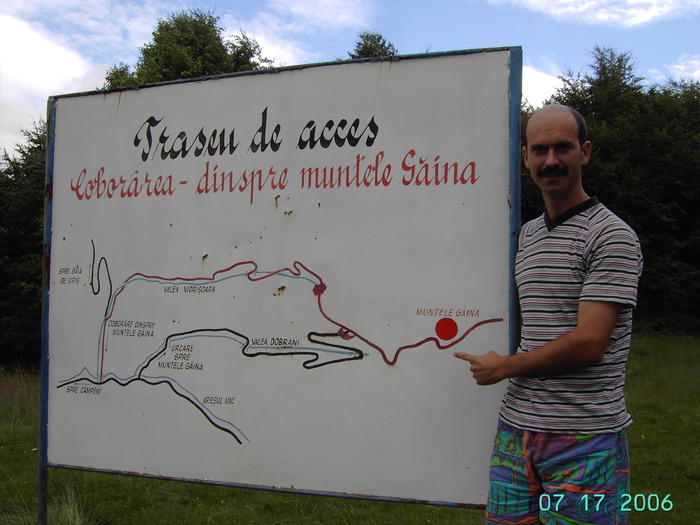 Traseu de acces
Coborârea - dinspre muntele Găina
SPRE BĂIA
DE CRIȘ
VALEA VIDRIȘOARA
MUNTELE GĂINA
COBORÂRE DINSPRE
MUNTELE GĂINA
URCARE
SPRE
MUNTELE GĂINA
VALEA DOBRANI
SPRE CÂMPENI
ARIEȘUL MIC
07 17 2006